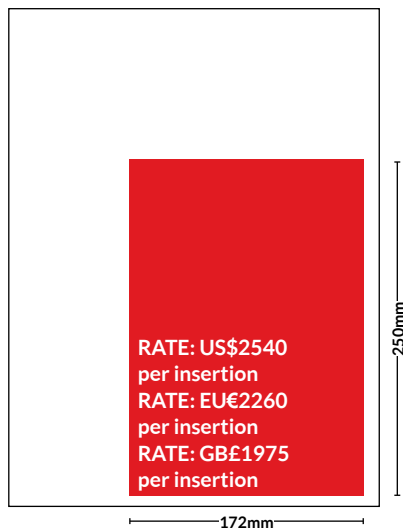 RATE: US$2540
per insertion
RATE: EU€2260
per insertion
RATE: GB£1975
per insertion
250mm
172mm